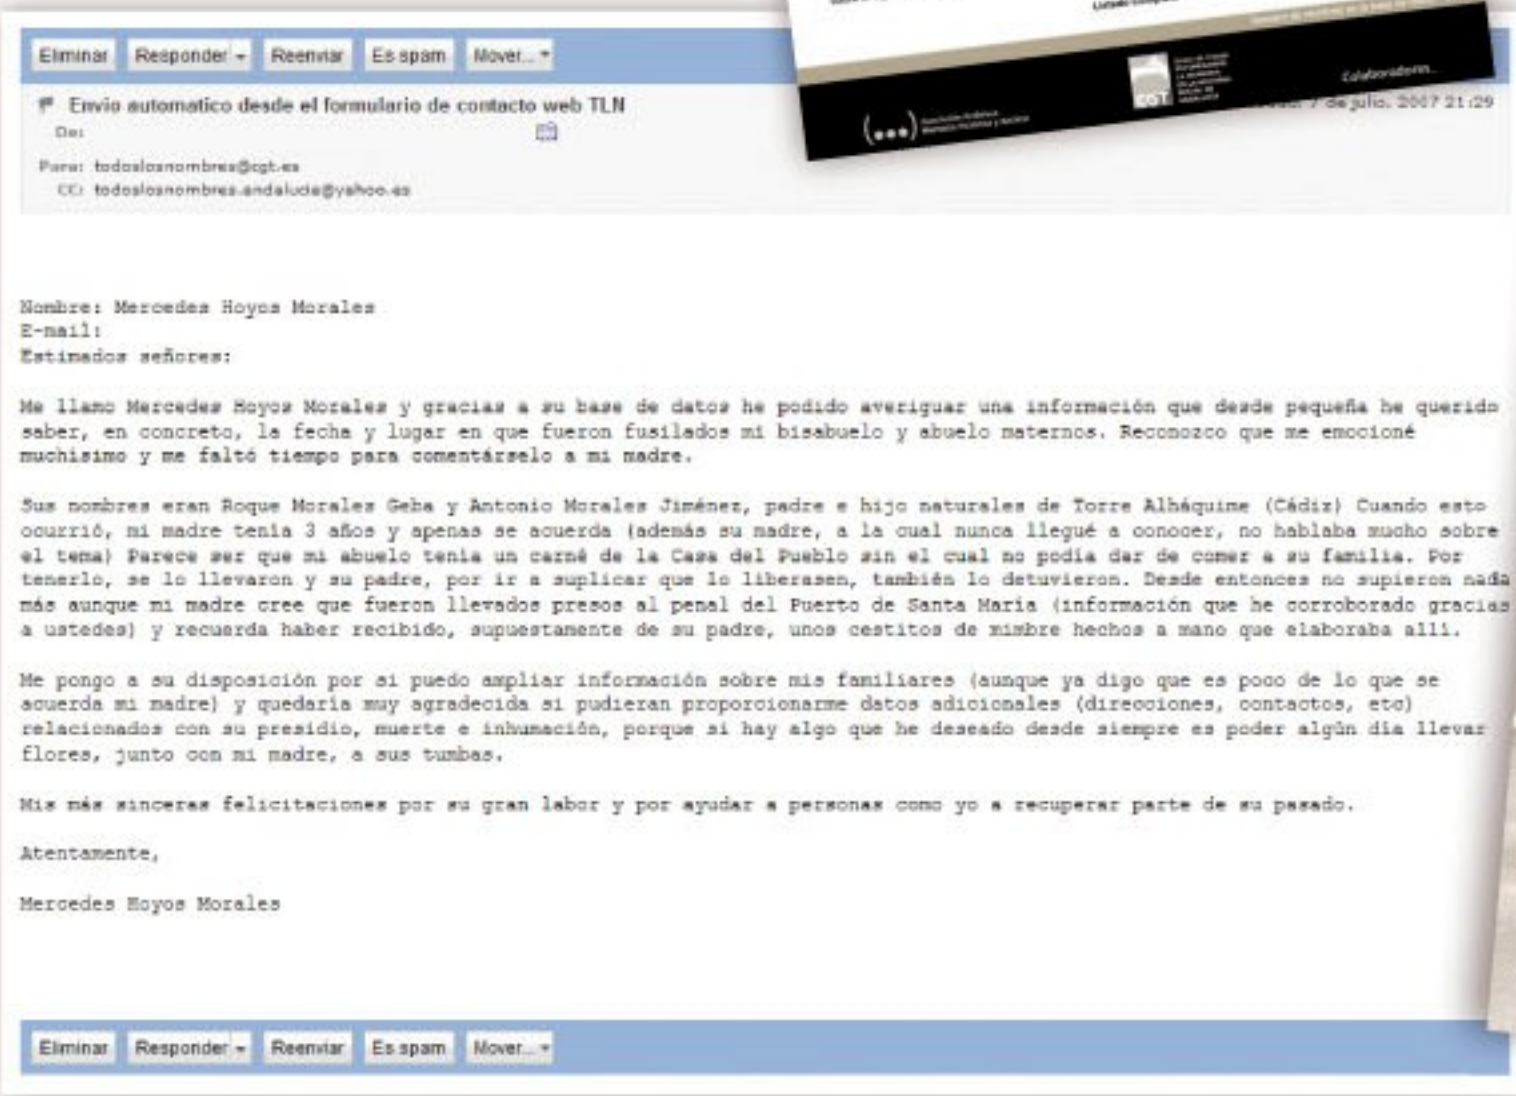 Eliminar Responder Reenviar Es spam Mover...
Envio automatico desde el formulario de contacto web TLN
7 de julio, 2007 21:29
De:
Para: todoslosnombres@cgt.es
CC: todoslosnombres.andalucia@yahoo.es
CGT
Colaboradores...
Nombre: Mercedes Hoyos Morales
E-mail:
Estimados señores:
Me llamo Mercedes Hoyos Morales y gracias a su base de datos he podido averiguar una información que desde pequeña he querido
saber, en concreto, la fecha y lugar en que fueron fusilados mi bisabuelo y abuelo maternos. Reconozco que me emocioné
muchísimo y me faltó tiempo para comentárselo a mi madre.
Sus nombres eran Roque Morales Geba y Antonio Morales Jiménez, padre e hijo naturales de Torre Alháquime (Cádiz) Cuando esto
ocurrió, mi madre tenía 3 años y apenas se acuerda (además su madre, a la cual nunca llegué a conocer, no hablaba mucho sobre
el tema) Parece ser que mi abuelo tenía un carné de la Casa del Pueblo sin el cual no podía dar de comer a su familia. Por
tenerlo, se lo llevaron y su padre, por ir a suplicar que lo liberasen, también lo detuvieron. Desde entonces no supieron nada
más aunque mi madre cree que fueron llevados presos al penal del Puerto de Santa María (información que he corroborado gracias
a ustedes) y recuerda haber recibido, supuestamente de su padre, unos cestitos de mimbre hechos a mano que elaboraba allí.
Me pongo a su disposición por si puedo ampliar información sobre mis familiares (aunque ya digo que es poco de lo que se
acuerda mi madre) y quedaría muy agradecida si pudieran proporcionarme datos adicionales (direcciones, contactos, etc)
relacionados con su presidio, muerte e inhumación, porque si hay algo que he deseado desde siempre es poder algún día llevar
flores, junto con mi madre, a sus tumbas.
Mis más sinceras felicitaciones por su gran labor y por ayudar a personas como yo a recuperar parte de su pasado.
Atentamente,
Mercedes Hoyos Morales
Eliminar Responder Reenviar Es spam Mover...